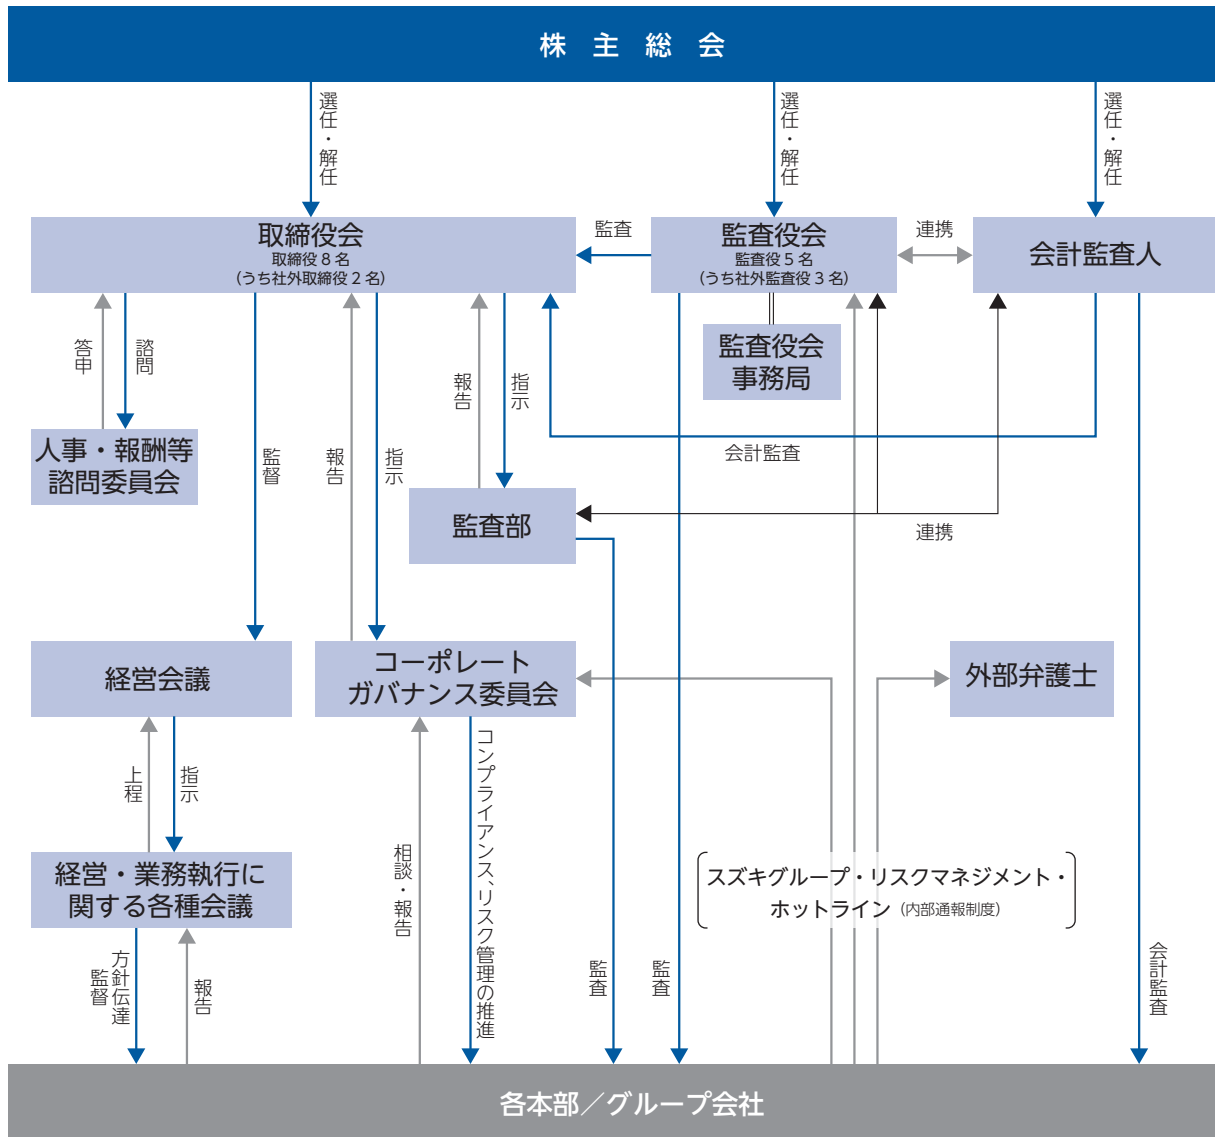 株主総会
選任・解任
選任・解任
選任・解任
取締役会
取締役8名
(うち社外取締役2名)
監査
監査役会
監査役5名
(うち社外監査役3名)
連携
会計監査人
監査役会
事務局
答申
諮問
報告
指示
人事・報酬等
諮問委員会
監督
報告
指示
会計監査
監査部
連携
経営会議
コーポレート
ガバナンス委員会
外部弁護士
上程
指示
コンプライアンス、リスク管理の推進
相談・報告
経営・業務執行に
関する各種会議
スズキグループ・リスクマネジメント・
ホットライン(内部通報制度)
方針伝達
監督
報告
監査
監査
会計監査
各本部/グループ会社